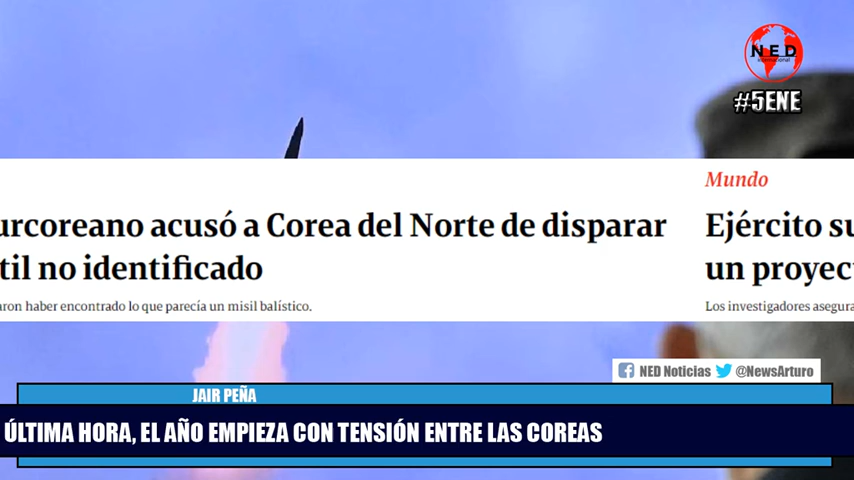 NED
International
#5ENE
Mundo
urcoreano acusó a Corea del Norte de disparar
til no identificado
aron haber encontrado lo que parecía un misil balístico.
Ejército su
un proyec
Los investigadores asegura
NED Noticias @NewsArturo
JAIR PEÑA
ÚLTIMA HORA, EL AÑO EMPIEZA CON TENSIÓN ENTRE LAS COREAS